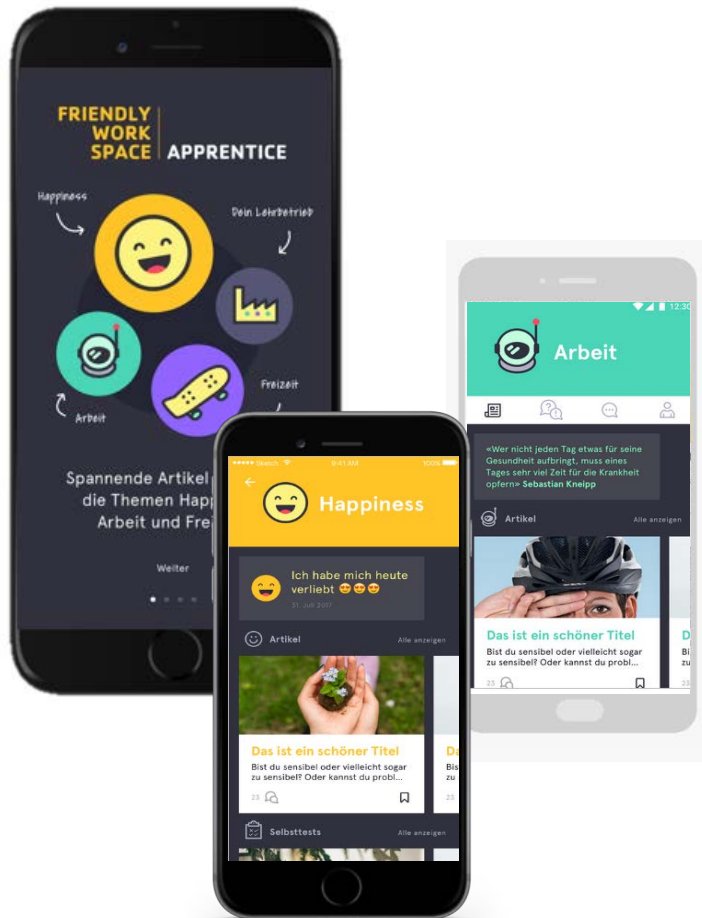 FRIENDLY
WORK
SPACE
APPRENTICE
Happiness
Dein Lehrbetrieb
Freizeit
Arbeit
Spannende Artikel
die Themen
Arbeit und
Weiter
Sketch 9:41 AM 100%
Happiness
Ich habe mich heute
verliebt 😍😍😍
31. Juli 2017
Artikel Alle anzeigen
Das ist ein schöner Titel
Bist du sensibel oder vielleicht sogar
zu sensibel? Oder kannst du probl...
23
Selbsttests Alle anzeigen
12:30
Arbeit
«Wer nicht jeden Tag etwas für seine
Gesundheit aufbringt, muss eines
Tages sehr viel Zeit für die Krankheit
opfern» Sebastian Kneipp
Artikel Alle anzeigen
Das ist ein schöner Titel
Bist du sensibel oder vielleicht sogar
zu sensibel? Oder kannst du probl...
23